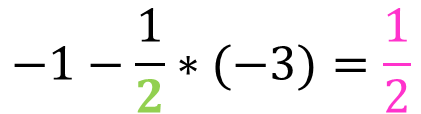 −1 − 1/2 * (−3) = 1/2